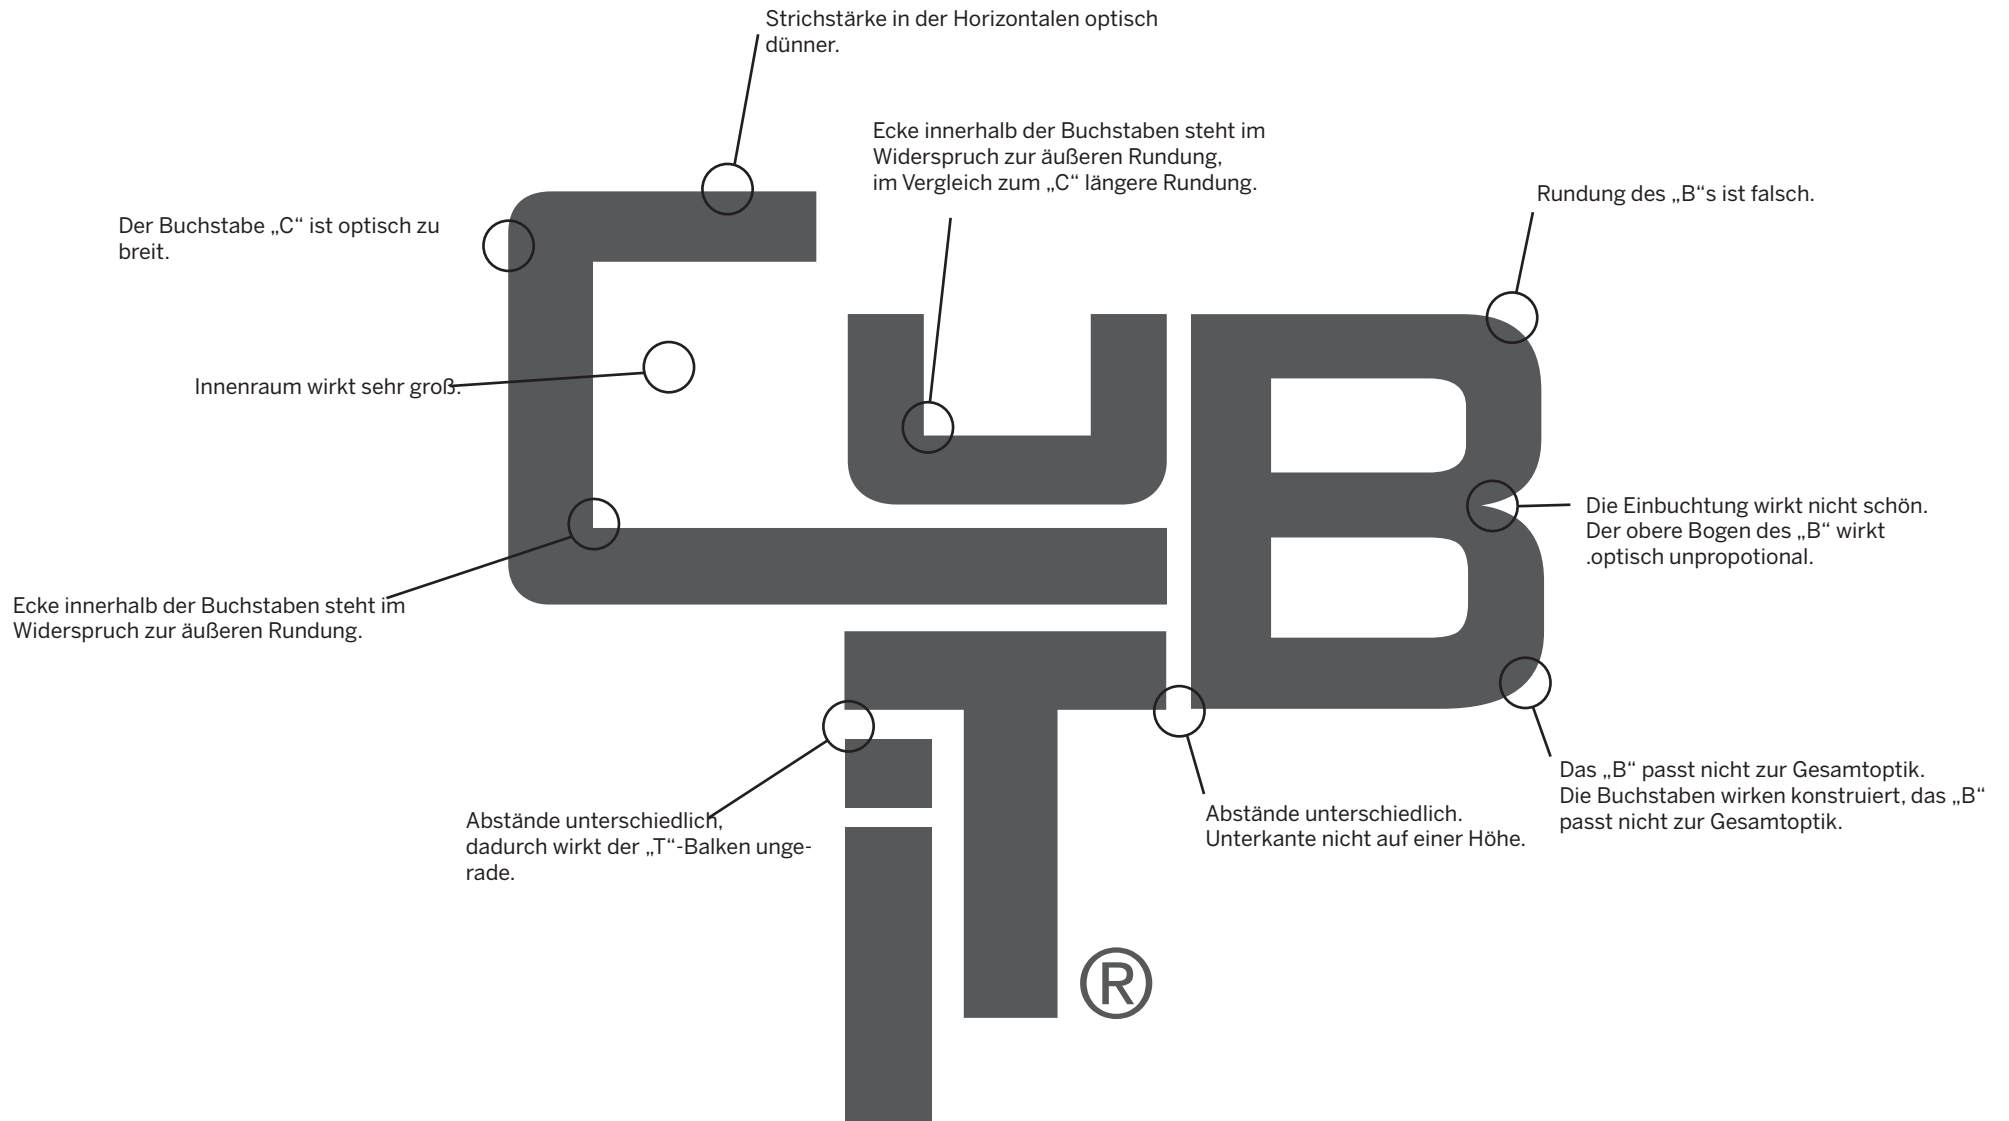 Strichstärke in der Horizontalen optisch
dünner.
Ecke innerhalb der Buchstaben steht im
Widerspruch zur äußeren Rundung,
im Vergleich zum „C“ längere Rundung.
Rundung des „B“s ist falsch.
Der Buchstabe „C“ ist optisch zu
breit.
Innenraum wirkt sehr groß.
Die Einbuchtung wirkt nicht schön.
Der obere Bogen des „B“ wirkt
.optisch unpropotional.
Ecke innerhalb der Buchstaben steht im
Widerspruch zur äußeren Rundung.
Das „B“ passt nicht zur Gesamtoptik.
Die Buchstaben wirken konstruiert, das „B“
passt nicht zur Gesamtoptik.
Abstände unterschiedlich,
dadurch wirkt der „T“-Balken unge-
rade.
Abstände unterschiedlich.
Unterkante nicht auf einer Höhe.
CuB
iT
®